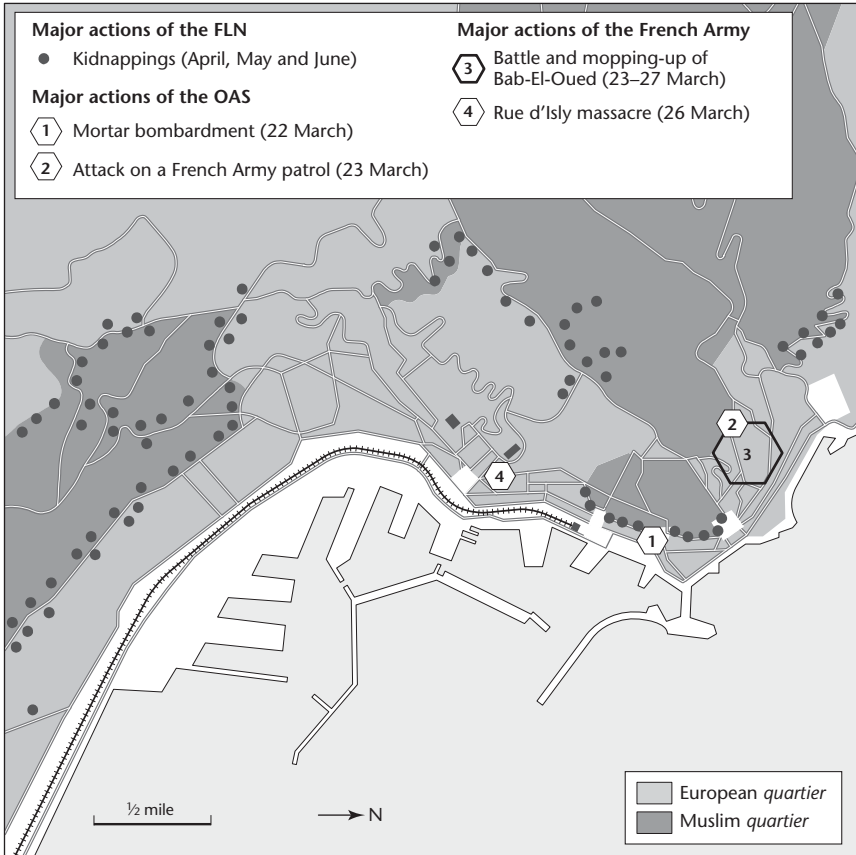 Major actions of the FLN
Kidnappings (April, May and June)
Major actions of the OAS
1 Mortar bombardment (22 March)
2 Attack on a French Army patrol (23 March)
Major actions of the French Army
3 Battle and mopping-up of
Bab-El-Oued (23–27 March)
4 Rue d’Isly massacre (26 March)
2
3
4
1
½ mile
N
European quartier
Muslim quartier